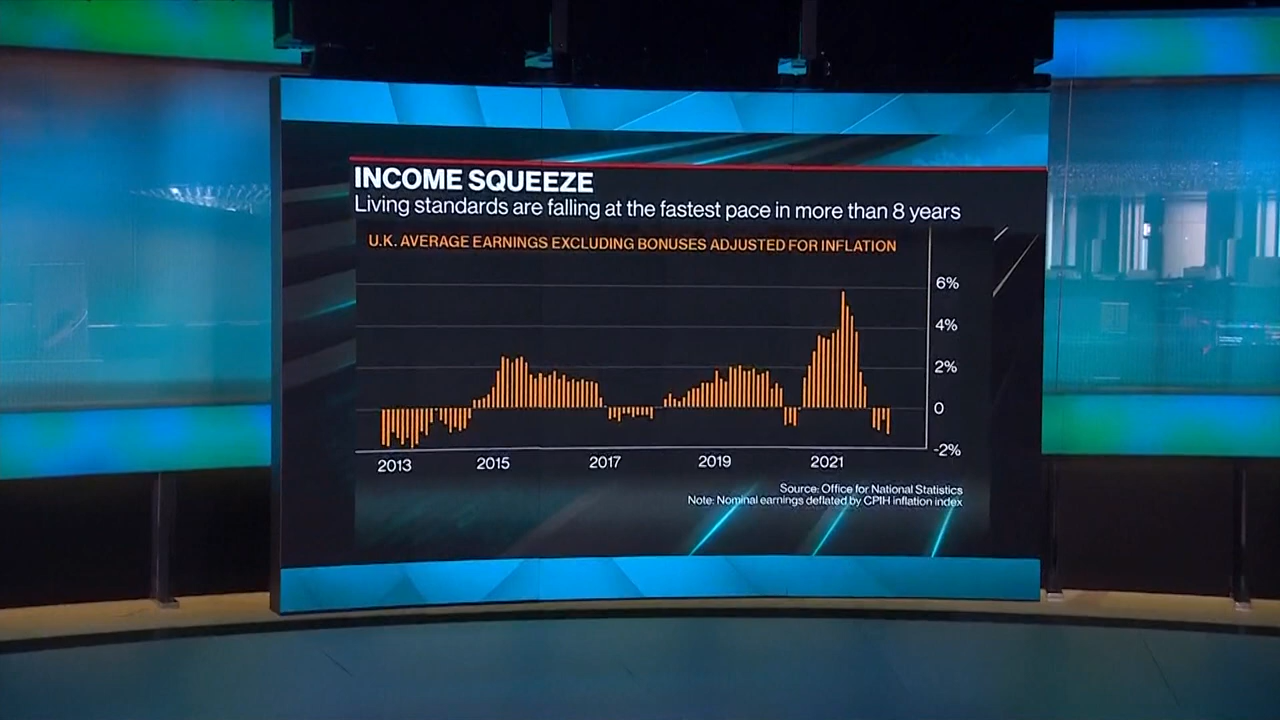 INCOME SQUEEZE
Living standards are falling at the fastest pace in more than 8 years
U.K. AVERAGE EARNINGS EXCLUDING BONUSES ADJUSTED FOR INFLATION
6%
4%
2%
0
-2%
2013 2015 2017 2019 2021
Source: Office for National Statistics
Note: Nominal earnings deflated by CPIH inflation index